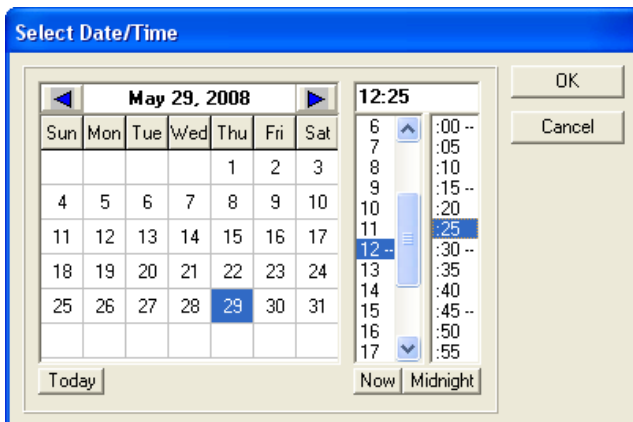 Select Date/Time
May 29, 2008
Sun Mon Tue Wed Thu Fri Sat
1 2 3
4 5 6 7 8 9 10
11 12 13 14 15 16 17
18 19 20 21 22 23 24
25 26 27 28 29 30 31
Today
12:25
6 :00 --
7 :05
8 :10
9 :15 --
10 :20
11 :25
12 -- :30 --
13 :35
14 :40
15 :45 --
16 :50
17 :55
Now Midnight
OK
Cancel